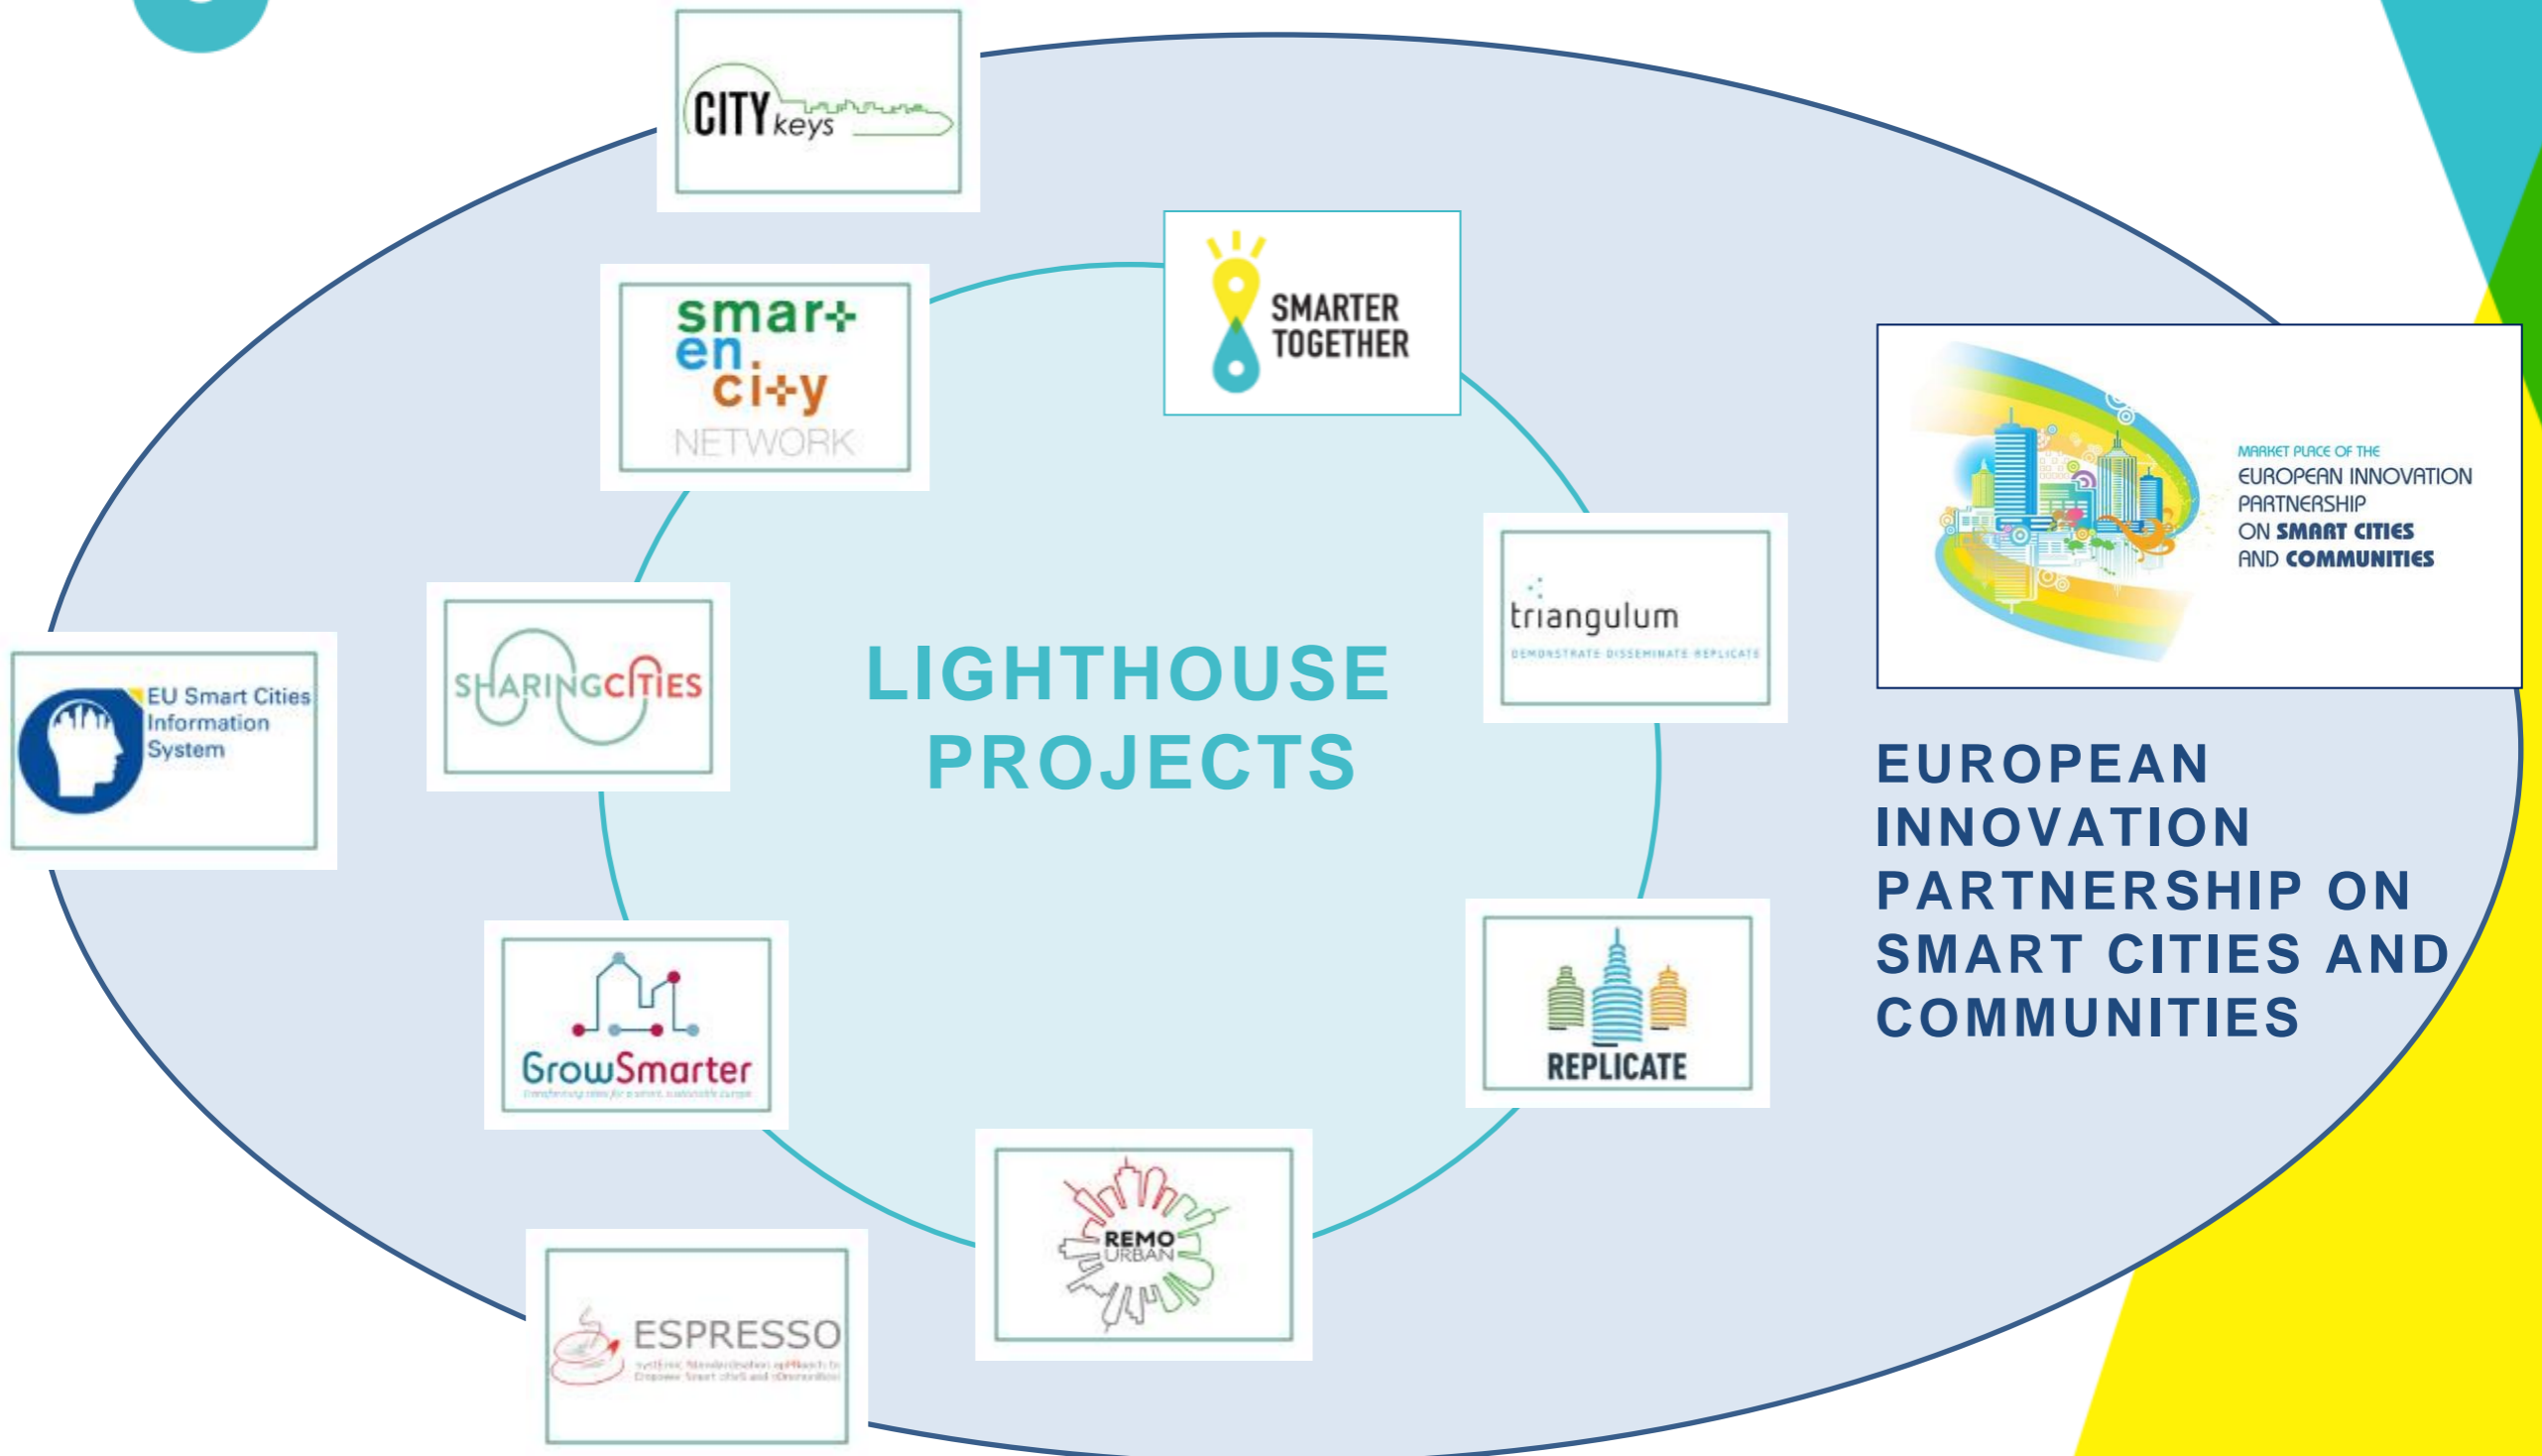 CITY
keys
smart
en
city
NETWORK
SMARTER
TOGETHER
MARKET PLACE OF THE
EUROPEAN INNOVATION
PARTNERSHIP
ON SMART CITIES
AND COMMUNITIES
triangulum
DEMONSTRATE DISSEMINATE REPLICATE
SHARINGCITIES
LIGHTHOUSE
PROJECTS
EU Smart Cities
Information
System
EUROPEAN
INNOVATION
PARTNERSHIP ON
SMART CITIES AND
COMMUNITIES
GrowSmarter
REPLICATE
REMO
URBAN
ESPRESSO